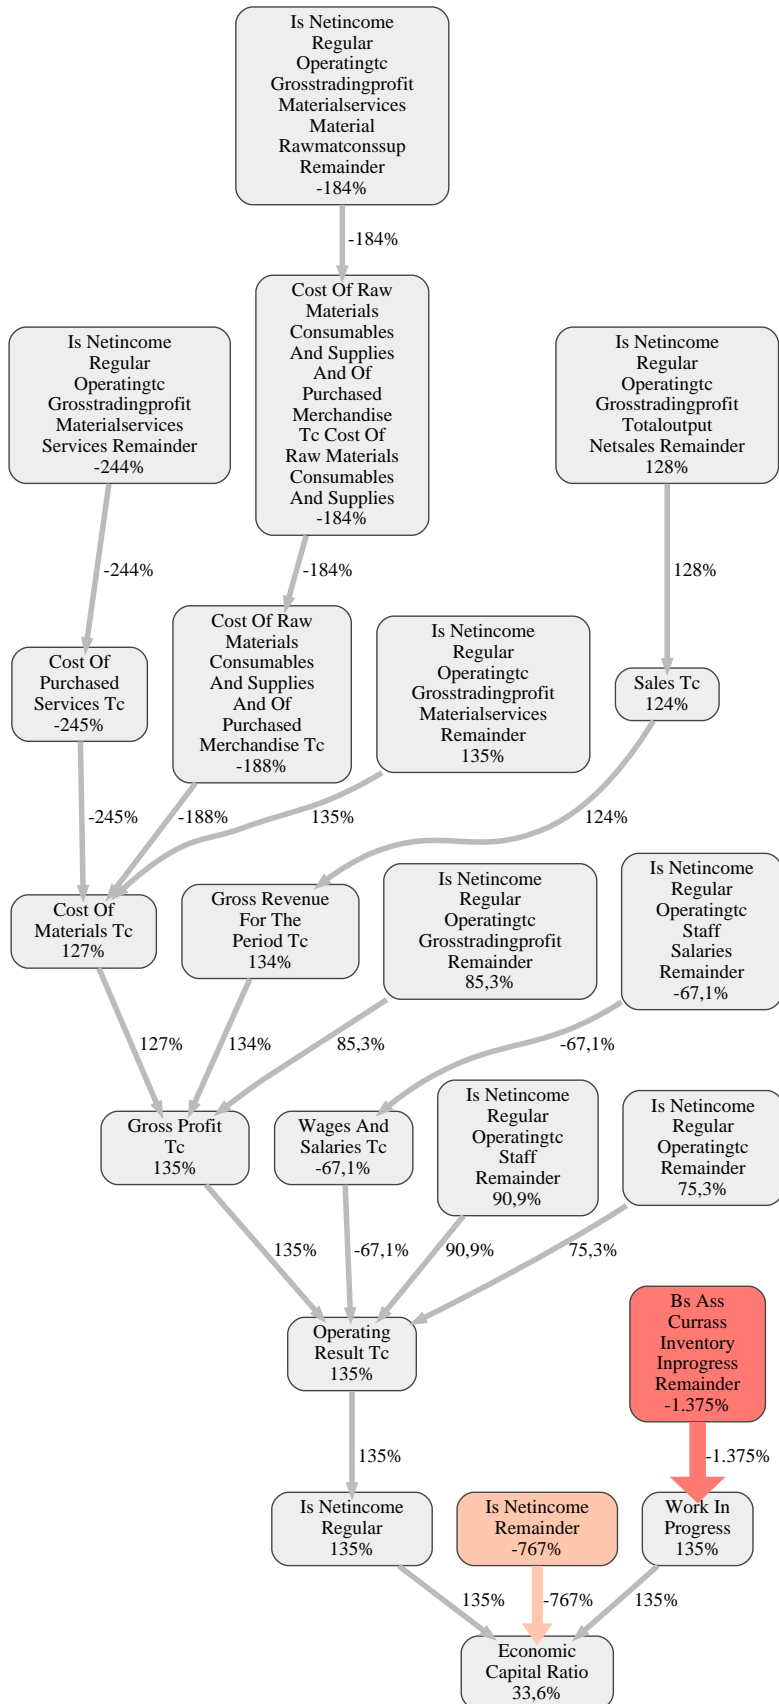 Is Netincome
Regular
Operatingtc
Grosstradingprofit
Materialservices
Material
Rawmatconssup
Remainder
-184%
-184%
Cost Of Raw
Materials
Consumables
And Supplies
And Of
Purchased
Merchandise
Tc Cost Of
Raw Materials
Consumables
And Supplies
-184%
Is Netincome
Regular
Operatingtc
Grosstradingprofit
Materialservices
Services Remainder
-244%
Is Netincome
Regular
Operatingtc
Grosstradingprofit
Totaloutput
Netsales Remainder
128%
-244%
-184%
128%
Cost Of
Purchased
Services Tc
-245%
Cost Of Raw
Materials
Consumables
And Supplies
And Of
Purchased
Merchandise Tc
-188%
Is Netincome
Regular
Operatingtc
Grosstradingprofit
Materialservices
Remainder
135%
Sales Tc
124%
-245%
-188%
135%
124%
Cost Of
Materials Tc
127%
Gross Revenue
For The
Period Tc
134%
Is Netincome
Regular
Operatingtc
Grosstradingprofit
Remainder
85,3%
Is Netincome
Regular
Operatingtc
Staff
Salaries
Remainder
-67,1%
127%
134%
85,3%
-67,1%
Gross Profit
Tc
135%
Wages And
Salaries Tc
-67,1%
Is Netincome
Regular
Operatingtc
Staff
Remainder
90,9%
Is Netincome
Regular
Operatingtc
Remainder
75,3%
135%
-67,1%
90,9%
75,3%
Operating
Result Tc
135%
Bs Ass
Currass
Inventory
Inprogress
Remainder
-1.375%
135%
-1.375%
Is Netincome
Regular
135%
Is Netincome
Remainder
-767%
Work In
Progress
135%
135%
-767%
135%
Economic
Capital Ratio
33,6%